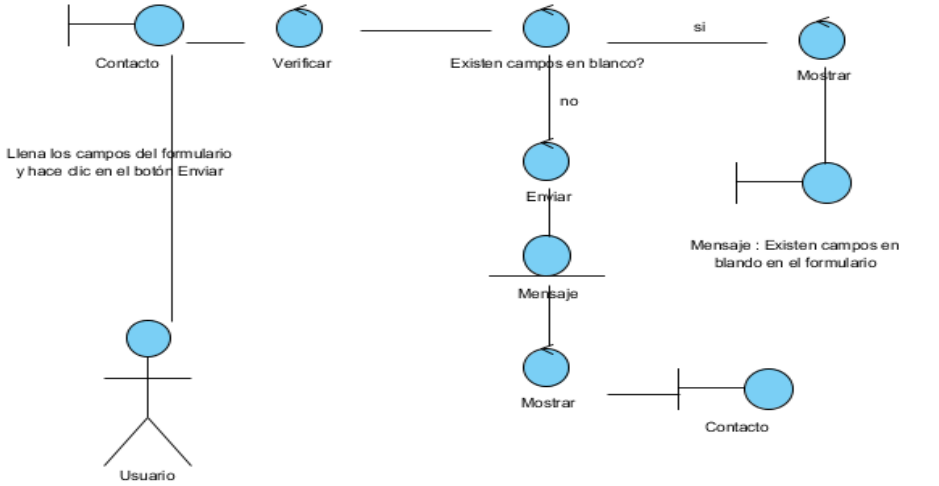 Contacto
Verificar
Existen campos en blanco?
si
Mostrar
no
Llena los campos del formulario
y hace clic en el botón Enviar
Enviar
Mensaje : Existen campos en
blando en el formulario
Mensaje
Mostrar
Contacto
Usuario